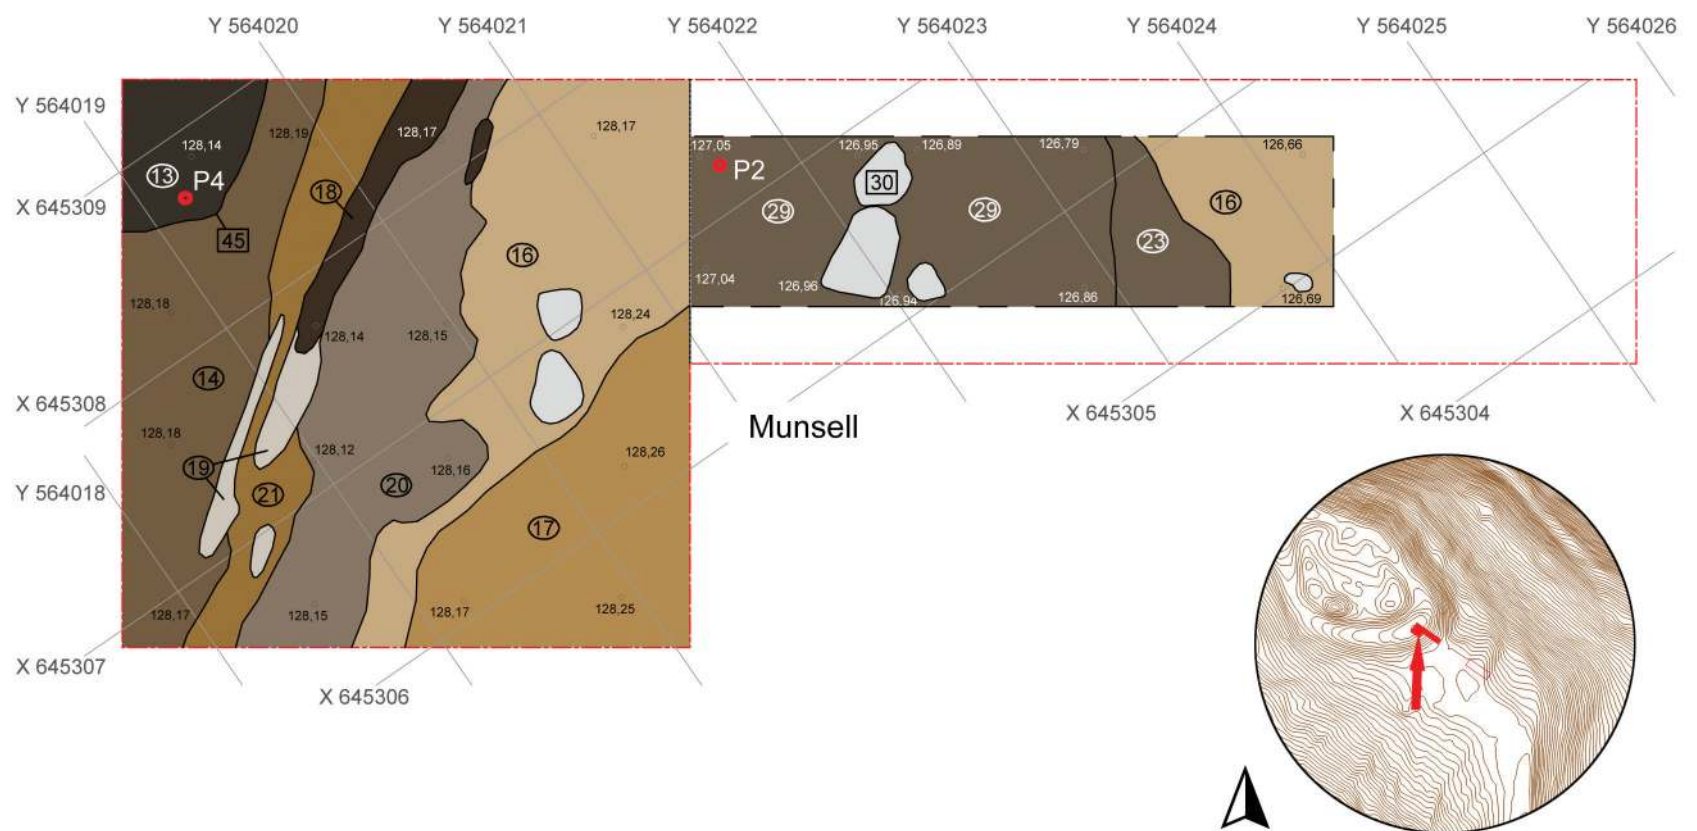 Y 564020 Y 564021 Y 564022 Y 564023 Y 564024 Y 564025 Y 564026
Y 564019
X 645309
X 645308
Y 564018
X 645307
X 645306
X 645305 X 645304
128,14 128,19 128,17 128,17
13 P4 18
45
16
128,18 128,14 128,15 128,24
14
128,18 128,12 128,16 128,26
19 21 20 17
128,17 128,15 128,17 128,25
127,05 126,95 126,89 126,79 126,66
P2 30
29 29 23 16
127,04 126,96 126,94 126,86 126,69
Munsell